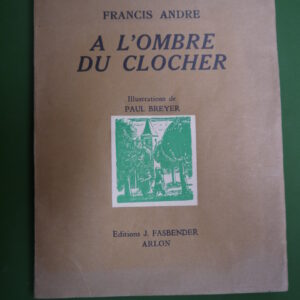 FRANCIS ANDRE
A L'OMBRE
DU CLOCHER
Illustrations de
PAUL BREYER
Editions J. FASBENDER
ARLON